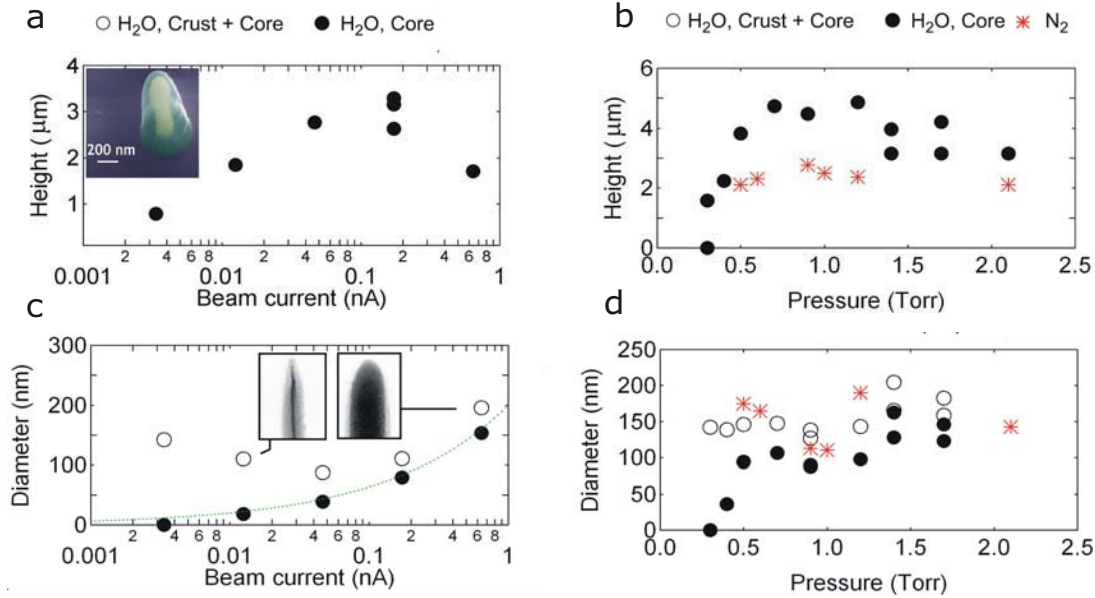 a
○ H₂O, Crust + Core ● H₂O, Core
4
3
2
1
Height ( μm)
200 nm
2 4 6 8 2 4 6 8 2 4 6 8
0.001 0.01 0.1 1
Beam current (nA)
b
○ H₂O, Crust + Core ● H₂O, Core ✳ N₂
6
4
2
0
Height (μm)
0.0 0.5 1.0 1.5 2.0 2.5
Pressure (Torr)
c
300
200
100
0
Diameter (nm)
2 4 6 8 2 4 6 8 2 4 6 8
0.001 0.01 0.1 1
Beam current (nA)
d
250
200
150
100
50
0
Diameter (nm)
0.0 0.5 1.0 1.5 2.0 2.5
Pressure (Torr)